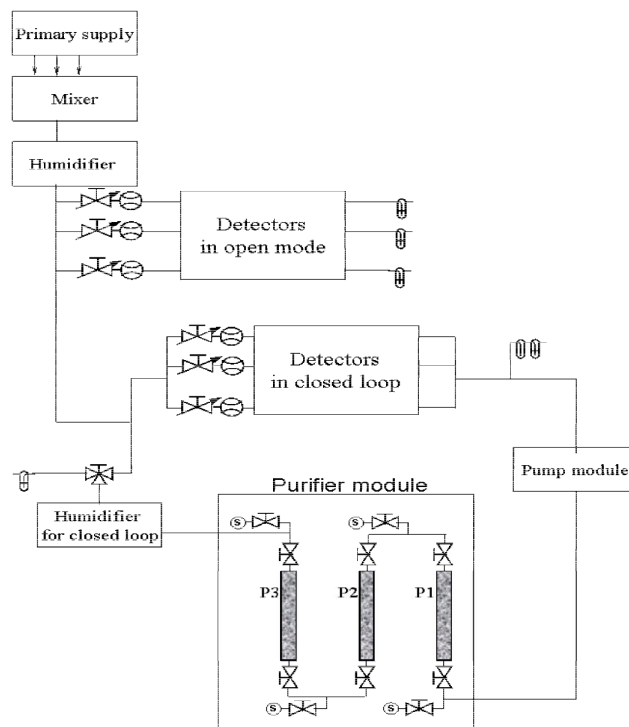 Primary supply
Mixer
Humidifier
Detectors
in open mode
Detectors
in closed loop
Pump module
Purifier module
Humidifier
for closed loop
S
S
P3
P2
P1
S
S